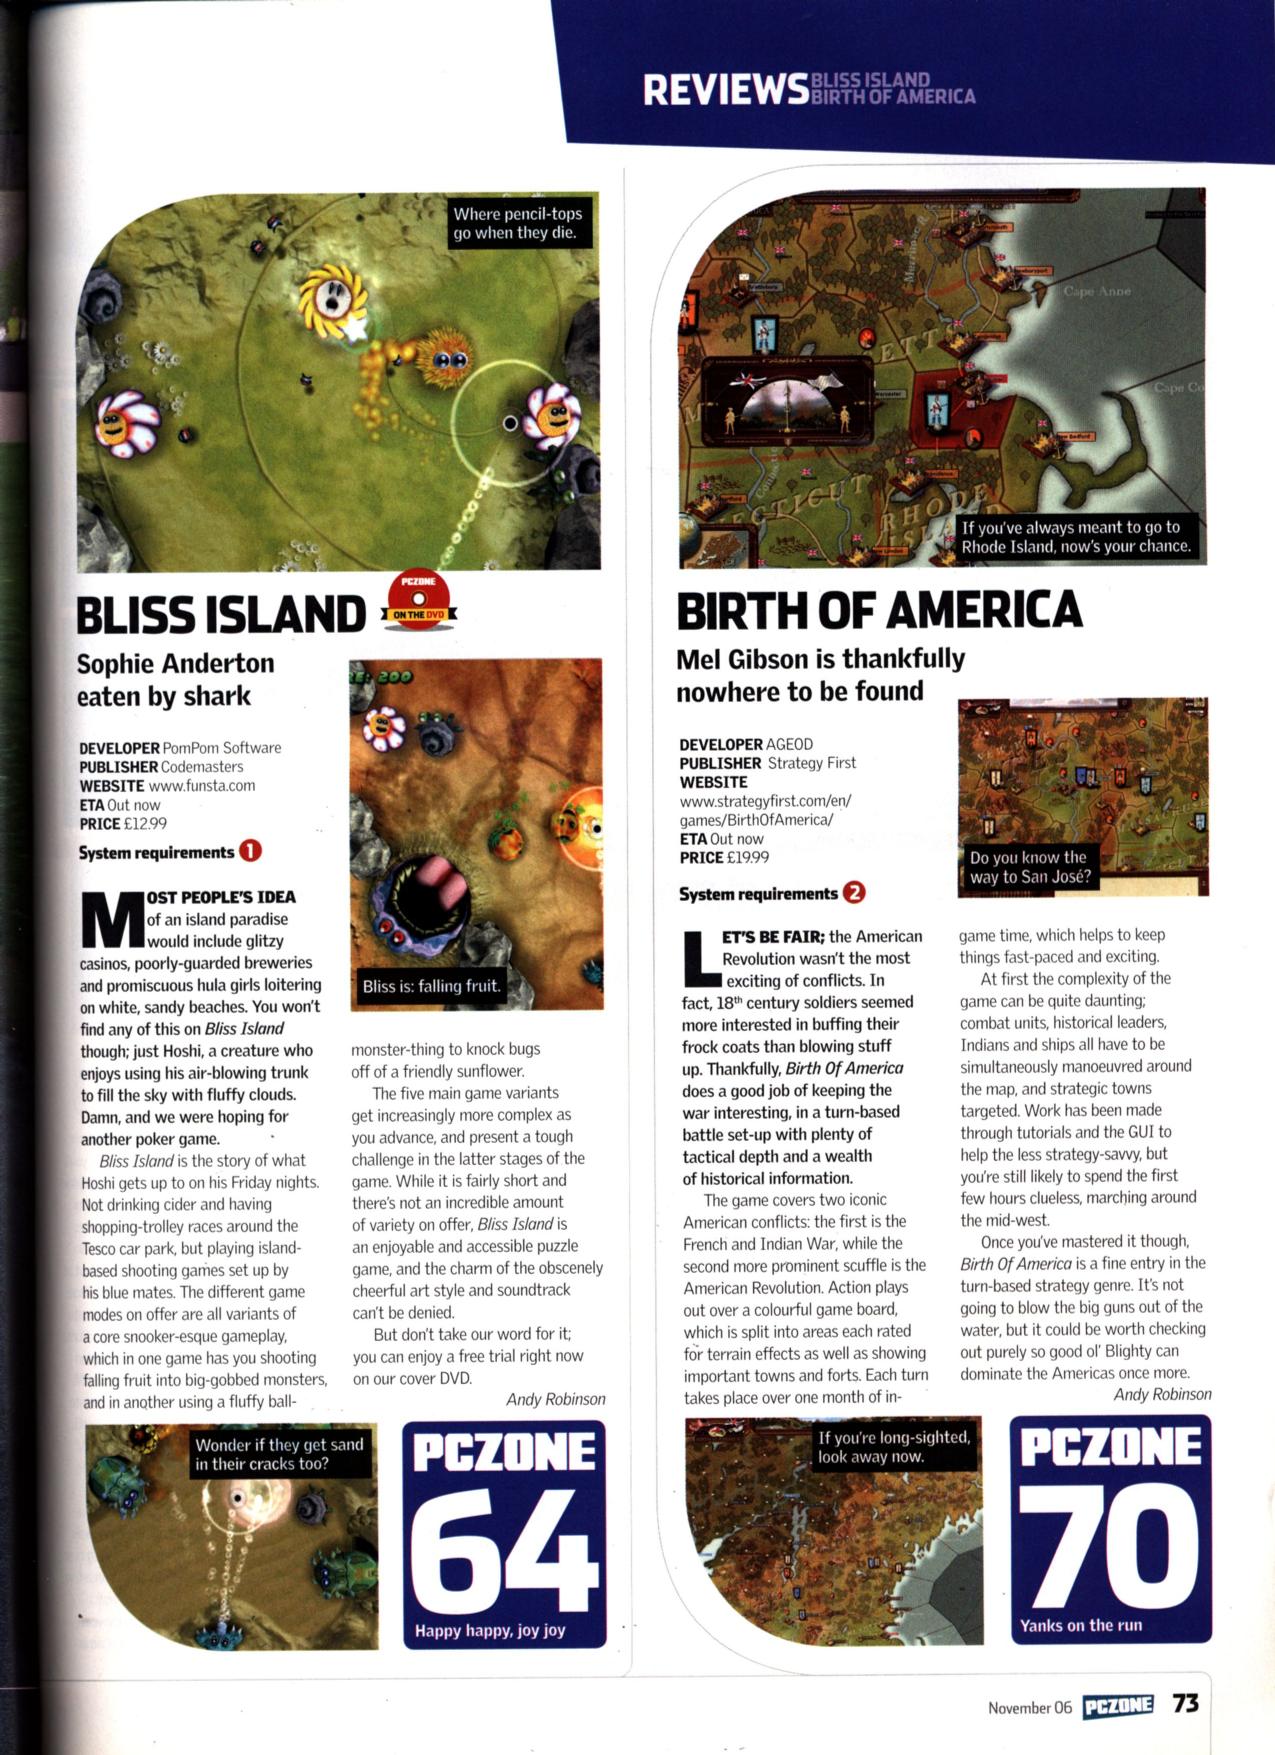 REVIEWS BLISS ISLAND
BIRTH OF AMERICA
Where pencil-tops
go when they die.
PCZONE
ON THE DVD
BLISS ISLAND
Sophie Anderton
eaten by shark
DEVELOPER PomPom Software
PUBLISHER Codemasters
WEBSITE www.funsta.com
ETA Out now
PRICE £12.99
System requirements 1
MOST PEOPLE'S IDEA
of an island paradise
would include glitzy
casinos, poorly-guarded breweries
and promiscuous hula girls loitering
on white, sandy beaches. You won't
find any of this on Bliss Island
though; just Hoshi, a creature who
enjoys using his air-blowing trunk
to fill the sky with fluffy clouds.
Damn, and we were hoping for
another poker game.
Bliss Island is the story of what
Hoshi gets up to on his Friday nights.
Not drinking cider and having
shopping-trolley races around the
Tesco car park, but playing island-
based shooting games set up by
his blue mates. The different game
modes on offer are all variants of
a core snooker-esque gameplay,
which in one game has you shooting
falling fruit into big-gobbed monsters,
and in another using a fluffy ball-
200
Bliss is: falling fruit.
monster-thing to knock bugs
off of a friendly sunflower.
The five main game variants
get increasingly more complex as
you advance, and present a tough
challenge in the latter stages of the
game. While it is fairly short and
there's not an incredible amount
of variety on offer, Bliss Island is
an enjoyable and accessible puzzle
game, and the charm of the obscenely
cheerful art style and soundtrack
can't be denied.
But don't take our word for it;
you can enjoy a free trial right now
on our cover DVD.
Andy Robinson
Wonder if they get sand
in their cracks too?
PCZONE
64
Happy happy, joy joy
Cape Anne
Cape Co
RHODE
If you've always meant to go to
Rhode Island, now's your chance.
BIRTH OF AMERICA
Mel Gibson is thankfully
nowhere to be found
DEVELOPER AGEOD
PUBLISHER Strategy First
WEBSITE
www.strategyfirst.com/en/
games/BirthOfAmerica/
ETA Out now
PRICE £19.99
System requirements 2
LET'S BE FAIR; the American
Revolution wasn't the most
exciting of conflicts. In
fact, 18th century soldiers seemed
more interested in buffing their
frock coats than blowing stuff
up. Thankfully, Birth Of America
does a good job of keeping the
war interesting, in a turn-based
battle set-up with plenty of
tactical depth and a wealth
of historical information.
The game covers two iconic
American conflicts: the first is the
French and Indian War, while the
second more prominent scuffle is the
American Revolution. Action plays
out over a colourful game board,
which is split into areas each rated
for terrain effects as well as showing
important towns and forts. Each turn
takes place over one month of in-
Do you know the
way to San José?
game time, which helps to keep
things fast-paced and exciting.
At first the complexity of the
game can be quite daunting;
combat units, historical leaders,
Indians and ships all have to be
simultaneously manoeuvred around
the map, and strategic towns
targeted. Work has been made
through tutorials and the GUI to
help the less strategy-savvy, but
you're still likely to spend the first
few hours clueless, marching around
the mid-west.
Once you've mastered it though,
Birth Of America is a fine entry in the
turn-based strategy genre. It's not
going to blow the big guns out of the
water, but it could be worth checking
out purely so good ol' Blighty can
dominate the Americas once more.
Andy Robinson
If you're long-sighted,
look away now.
PCZONE
70
Yanks on the run
November 06 PCZONE 73